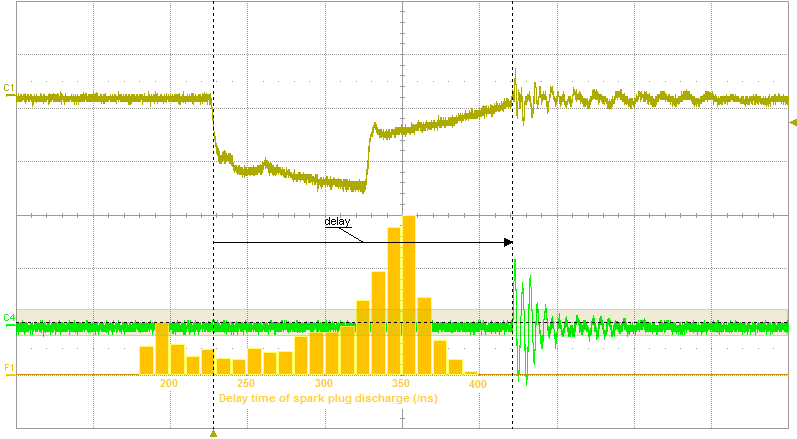 C1
delay
C4
F1
200 250 300 350 400
Delay time of spark plug discharge (/ns)